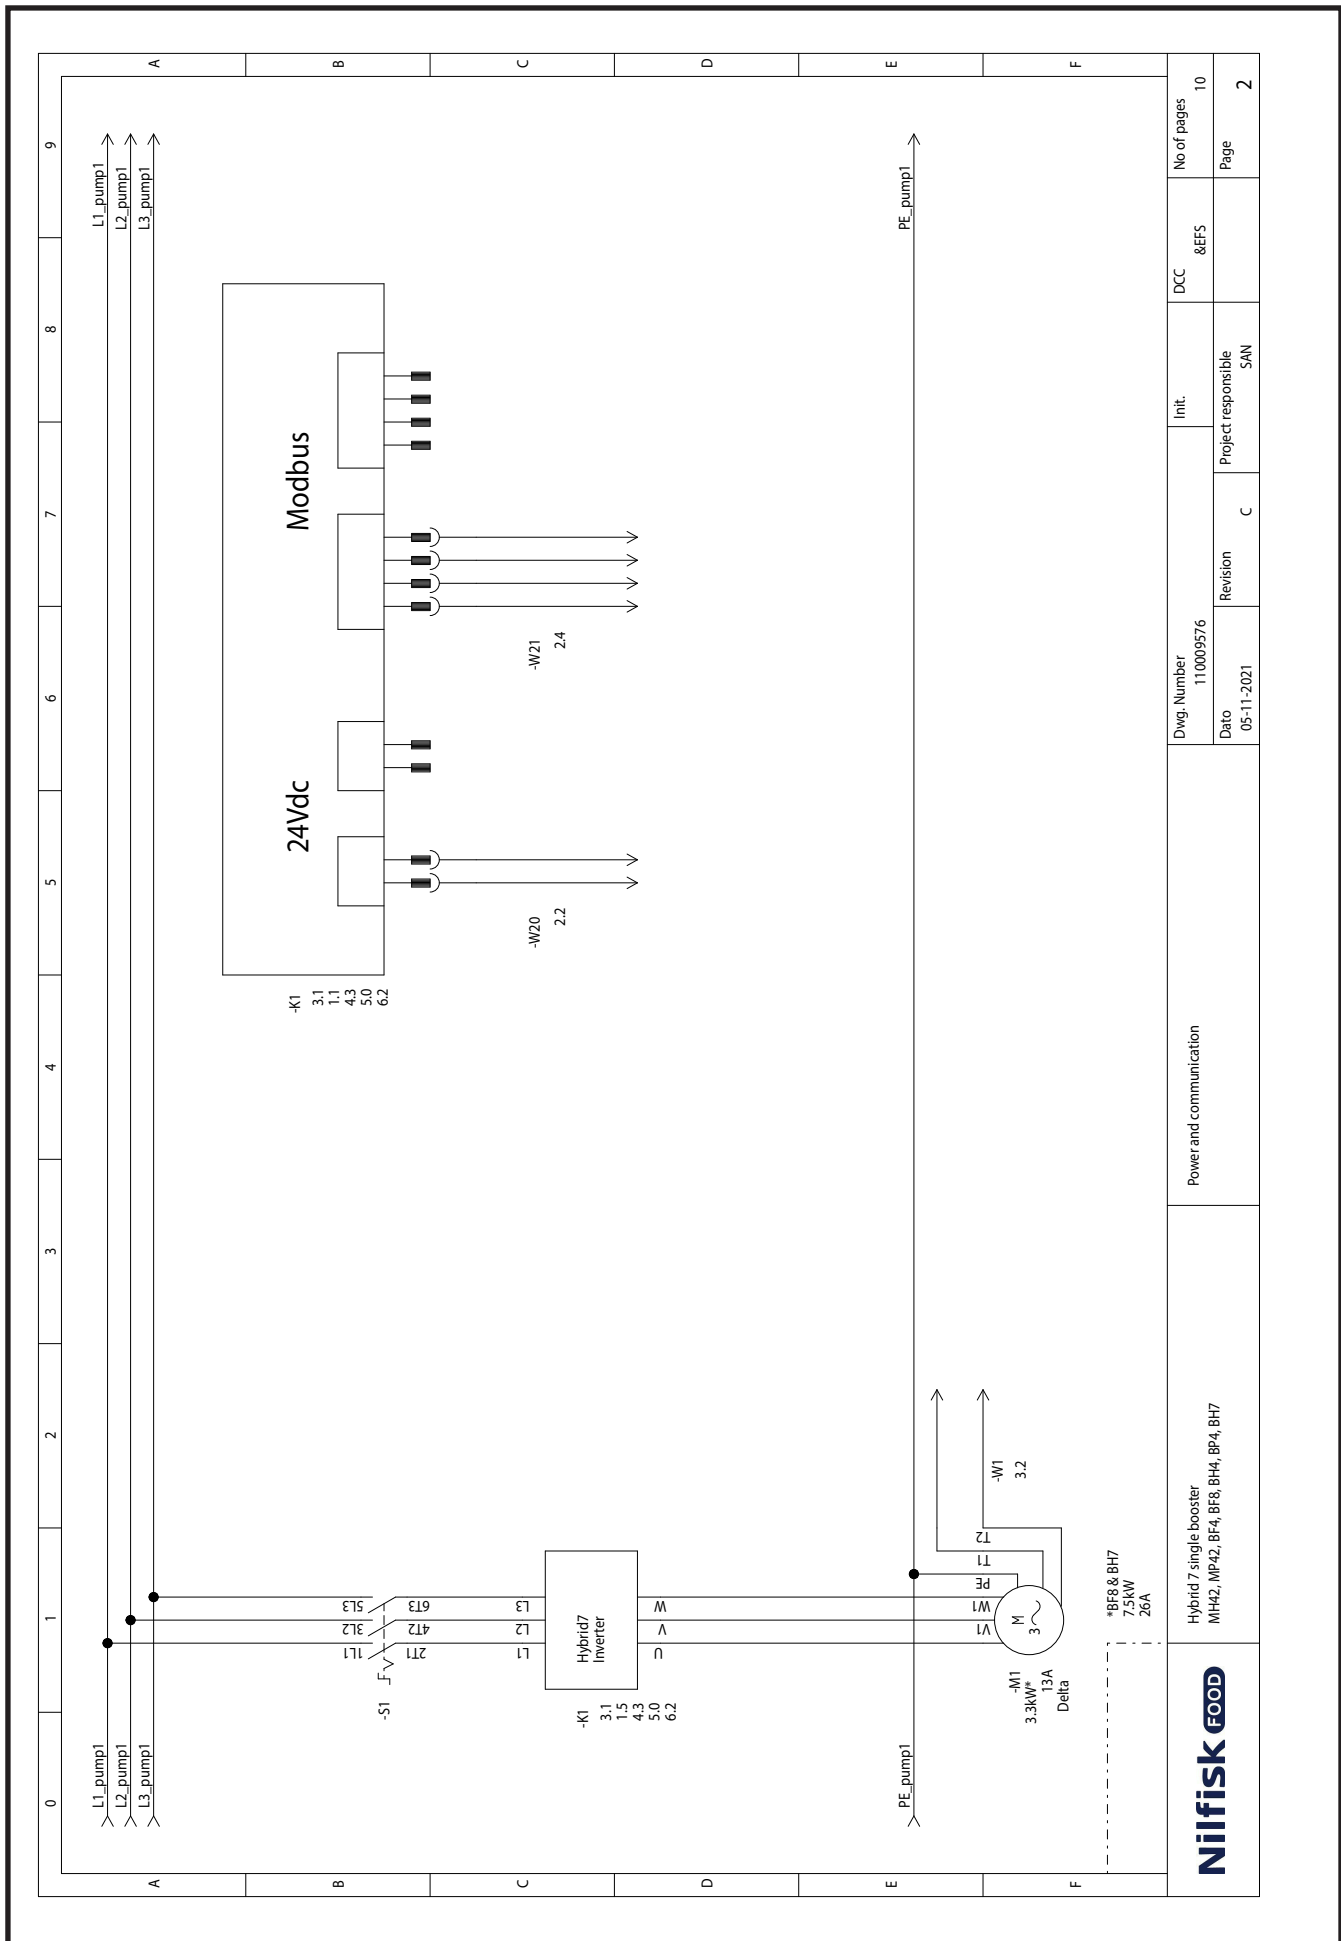 0 1 2 3 4 5 6 7 8 9
A
B
C
D
E
F
A
B
C
D
E
F
L1_pump1
L2_pump1
L3_pump1
L1_pump1
L2_pump1
L3_pump1
-S1
1L1 3L2 5L3
2T1 4T2 6T3
L1 L2 L3
-K1
3.1
1.5
4.3
5.0
6.2
Hybrid7
Inverter
U V W
-K1
3.1
1.1
4.3
5.0
6.2
24Vdc
Modbus
-W20
2.2
-W21
2.4
PE_pump1
PE_pump1
V1 W1 PE T1 T2
-M1
3.3kW*
13A
Delta
M
3
-W1
3.2
*BF8 & BH7
7.5kW
26A
Nilfisk FOOD
Hybrid 7 single booster
MH42, MP42, BF4, BF8, BH4, BP4, BH7
Power and communication
Dwg. Number
110009576
Init.
DCC
&EFS
No of pages
10
Dato
05-11-2021
Revision
C
Project responsible
SAN
Page
2